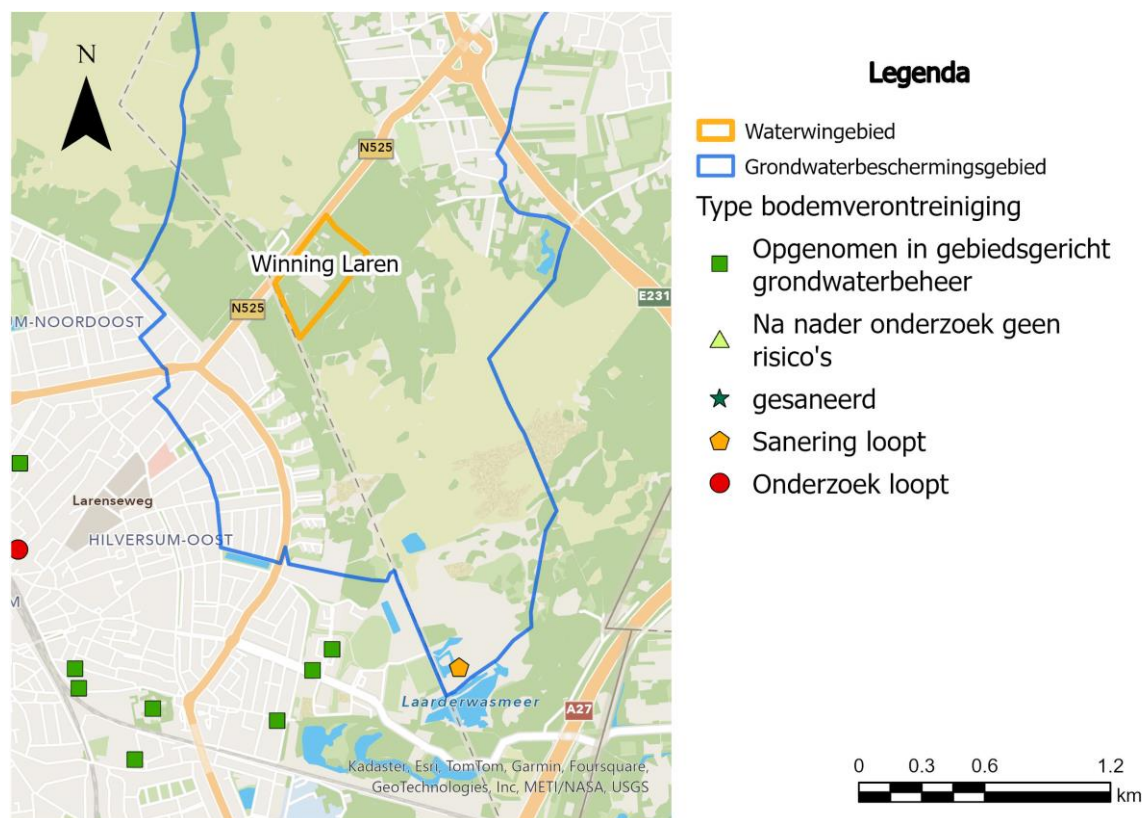 N
N525
Winning Laren
N525
E231
UM-NOORDOOST
Larenseweg
HILVERSUM-OOST
M
Laarderwasmeer
A27
Kadaster, Esri, TomTom, Garmin, Foursquare,
GeoTechnologies, Inc, METI/NASA, USGS
Legenda
Waterwingebied
Grondwaterbeschermingsgebied
Type bodemverontreiniging
Opgenomen in gebiedsgericht
grondwaterbeheer
Na nader onderzoek geen
risico's
gesaneerd
Sanering loopt
Onderzoek loopt
0 0.3 0.6 1.2
km